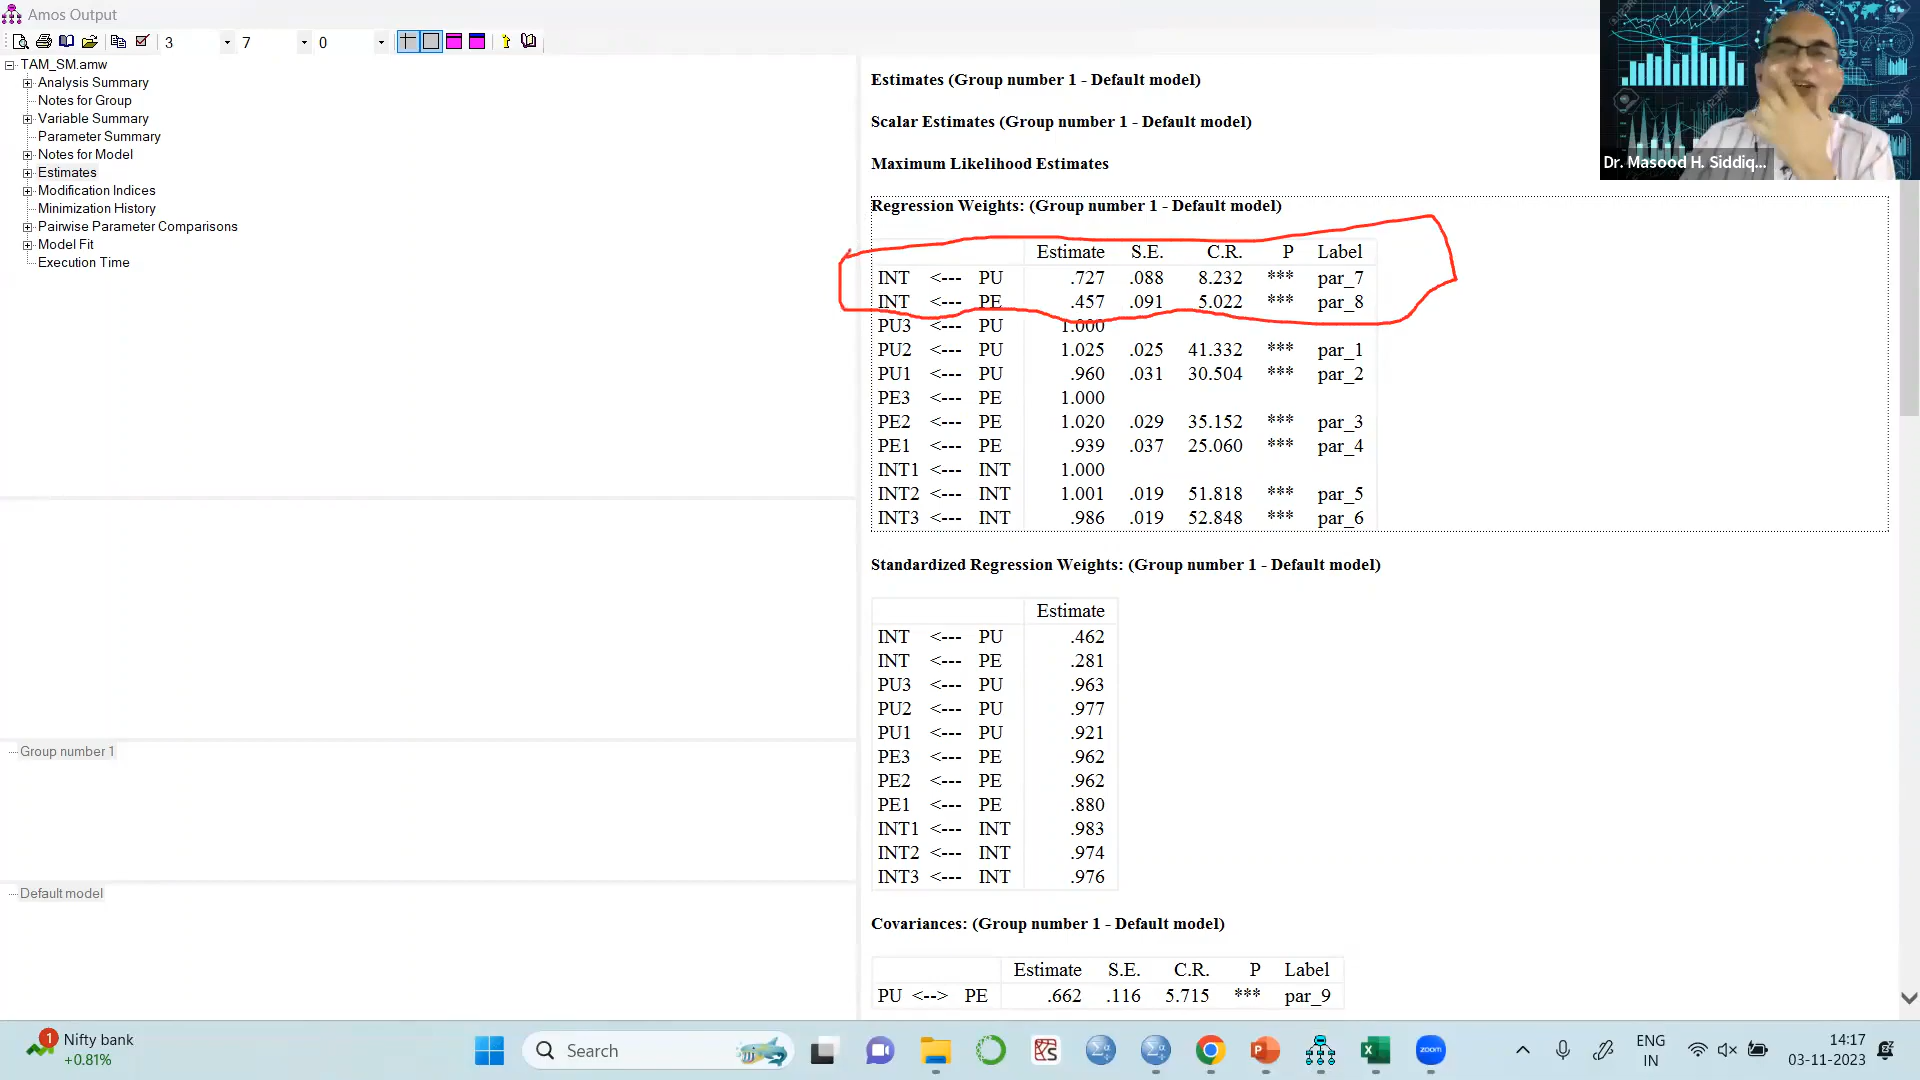 Amos Output
3 7 0
TAM_SM.amw
Analysis Summary
Notes for Group
Variable Summary
Parameter Summary
Notes for Model
Estimates
Modification Indices
Minimization History
Pairwise Parameter Comparisons
Model Fit
Execution Time
Group number 1
Default model
Estimates (Group number 1 - Default model)
Scalar Estimates (Group number 1 - Default model)
Maximum Likelihood Estimates
Regression Weights: (Group number 1 - Default model)
Estimate S.E. C.R. P Label
INT <--- PU .727 .088 8.232 *** par_7
INT <--- PE .457 .091 5.022 *** par_8
PU3 <--- PU 1.000
PU2 <--- PU 1.025 .025 41.332 *** par_1
PU1 <--- PU .960 .031 30.504 *** par_2
PE3 <--- PE 1.000
PE2 <--- PE 1.020 .029 35.152 *** par_3
PE1 <--- PE .939 .037 25.060 *** par_4
INT1 <--- INT 1.000
INT2 <--- INT 1.001 .019 51.818 *** par_5
INT3 <--- INT .986 .019 52.848 *** par_6
Standardized Regression Weights: (Group number 1 - Default model)
Estimate
INT <--- PU .462
INT <--- PE .281
PU3 <--- PU .963
PU2 <--- PU .977
PU1 <--- PU .921
PE3 <--- PE .962
PE2 <--- PE .962
PE1 <--- PE .880
INT1 <--- INT .983
INT2 <--- INT .974
INT3 <--- INT .976
Covariances: (Group number 1 - Default model)
Estimate S.E. C.R. P Label
PU <--> PE .662 .116 5.715 *** par_9
Dr. Masood H. Siddiq...
1
Nifty bank
+0.81%
Search
zoom
ENG
IN
14:17
03-11-2023